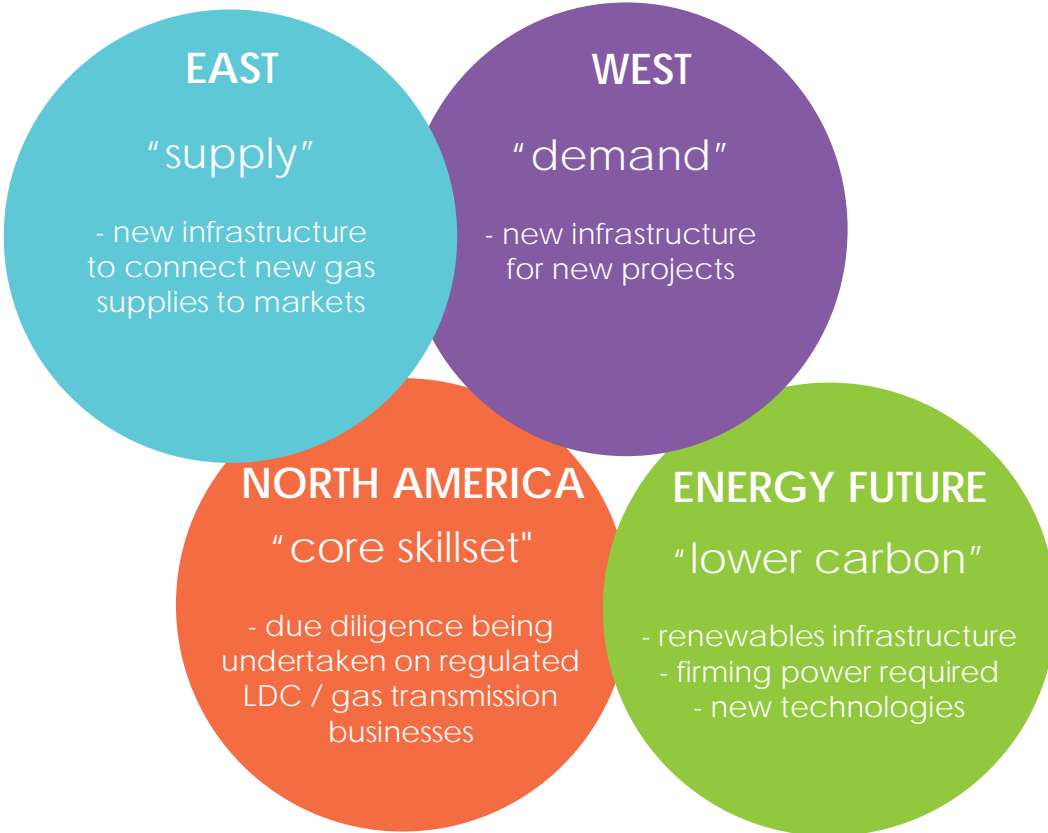 EAST
“supply”
- new infrastructure
to connect new gas
supplies to markets
WEST
“demand”
- new infrastructure
for new projects
NORTH AMERICA
“core skillset"
- due diligence being
undertaken on regulated
LDC / gas transmission
businesses
ENERGY FUTURE
“lower carbon”
- renewables infrastructure
- firming power required
- new technologies